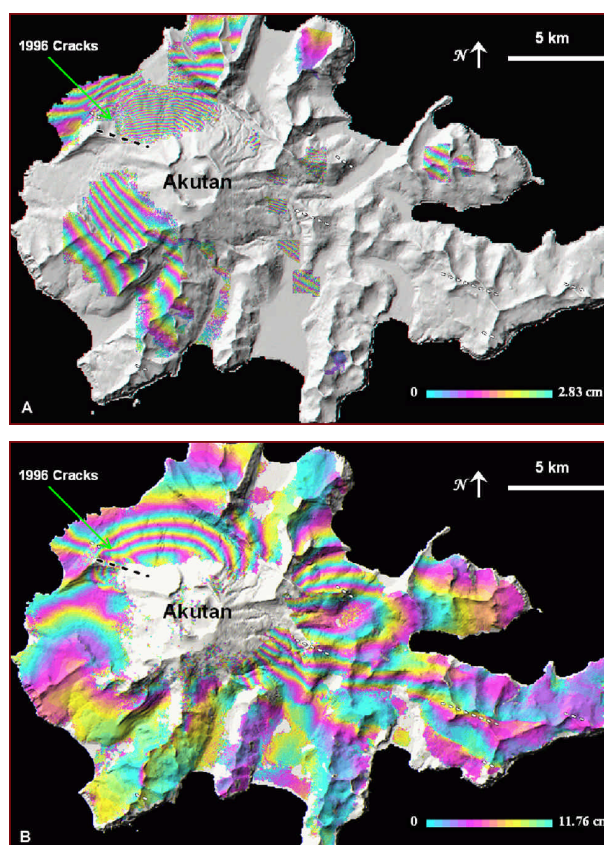 1996 Cracks
N
5 km
Akutan
0 2.83 cm
A
1996 Cracks
N
5 km
Akutan
0 11.76 cm
B